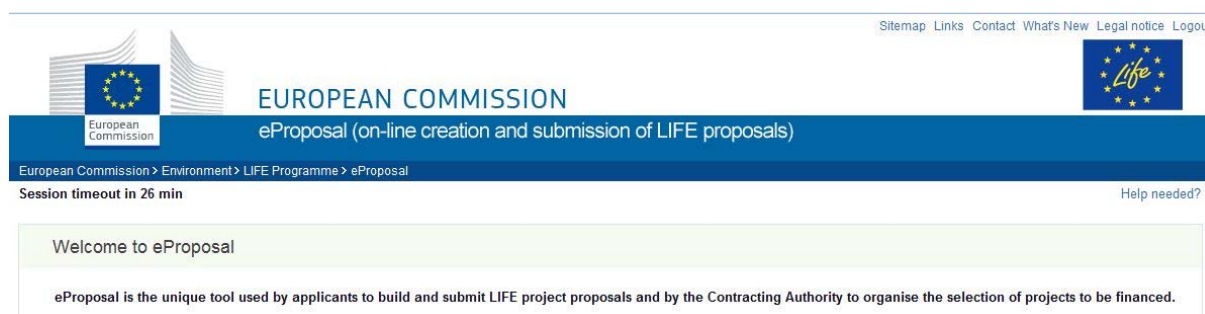 Sitemap Links Contact What's New Legal notice Logou
Life
EUROPEAN COMMISSION
European
Commission
eProposal (on-line creation and submission of LIFE proposals)
European Commission > Environment > LIFE Programme > eProposal
Session timeout in 26 min
Help needed?
Welcome to eProposal
eProposal is the unique tool used by applicants to build and submit LIFE project proposals and by the Contracting Authority to organise the selection of projects to be financed.